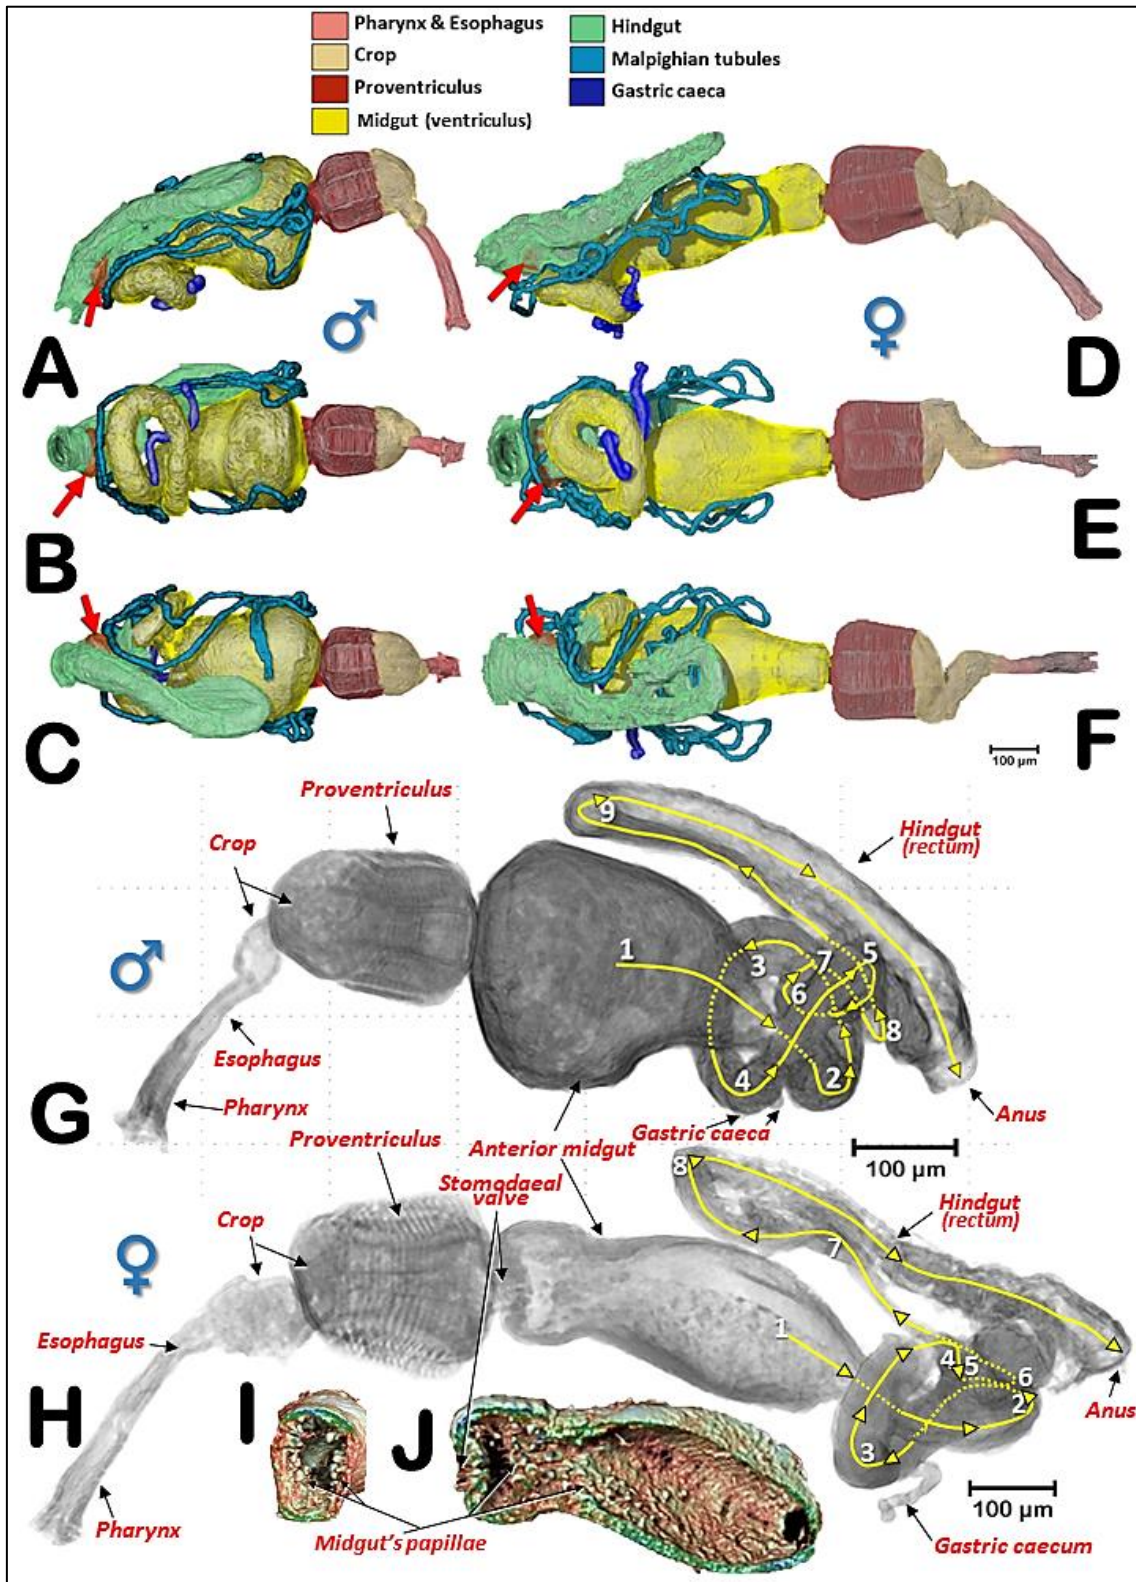 Pharynx & Esophagus
Crop
Proventriculus
Midgut (ventriculus)
Hindgut
Malpighian tubules
Gastric caeca
♂
♀
A
D
B
E
C
F
100 µm
Proventriculus
Crop
9
Hindgut
(rectum)
♂
1
3
7
5
6
8
4
2
Esophagus
G
Pharynx
Anus
Gastric caeca
100 µm
Proventriculus
Anterior midgut
Stomodaeal
valve
8
Hindgut
(rectum)
Crop
♀
7
1
Esophagus
4
5
6
2
3
Anus
H
I
J
100 µm
Pharynx
Midgut's papillae
Gastric caecum